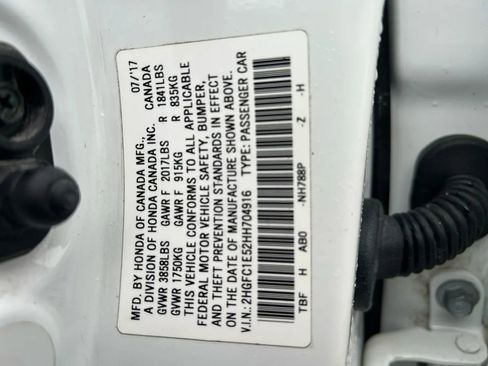 MFD. BY HONDA OF CANADA MFG., 07/'17
A DIVISION OF HONDA CANADA INC. CANADA
GVWR 3858LBS GAWR F 2017LBS R 1841LBS
GVWR 1750KG GAWR F 915KG R 835KG
THIS VEHICLE CONFORMS TO ALL APPLICABLE
FEDERAL MOTOR VEHICLE SAFETY, BUMPER,
AND THEFT PREVENTION STANDARDS IN EFFECT
ON THE DATE OF MANUFACTURE SHOWN ABOVE.
V.I.N.: 2HGFC1E52HH704916 TYPE: PASSENGER CAR
TBF H AB0 -NH788P -Z -H